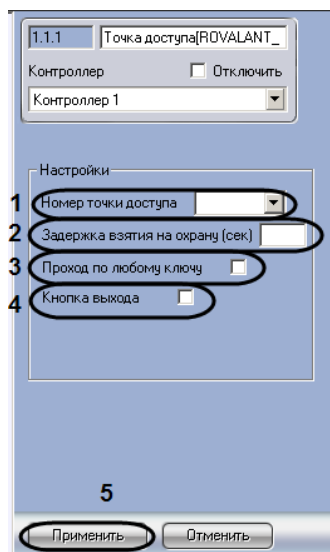 1.1.1 Точка доступа[ROVALANT_
Контроллер Отключить
Контроллер 1
Настройки
1 Номер точки доступа
2 Задержка взятия на охрану (сек)
3 Проход по любому ключу
4 Кнопка выхода
5
Применить Отменить